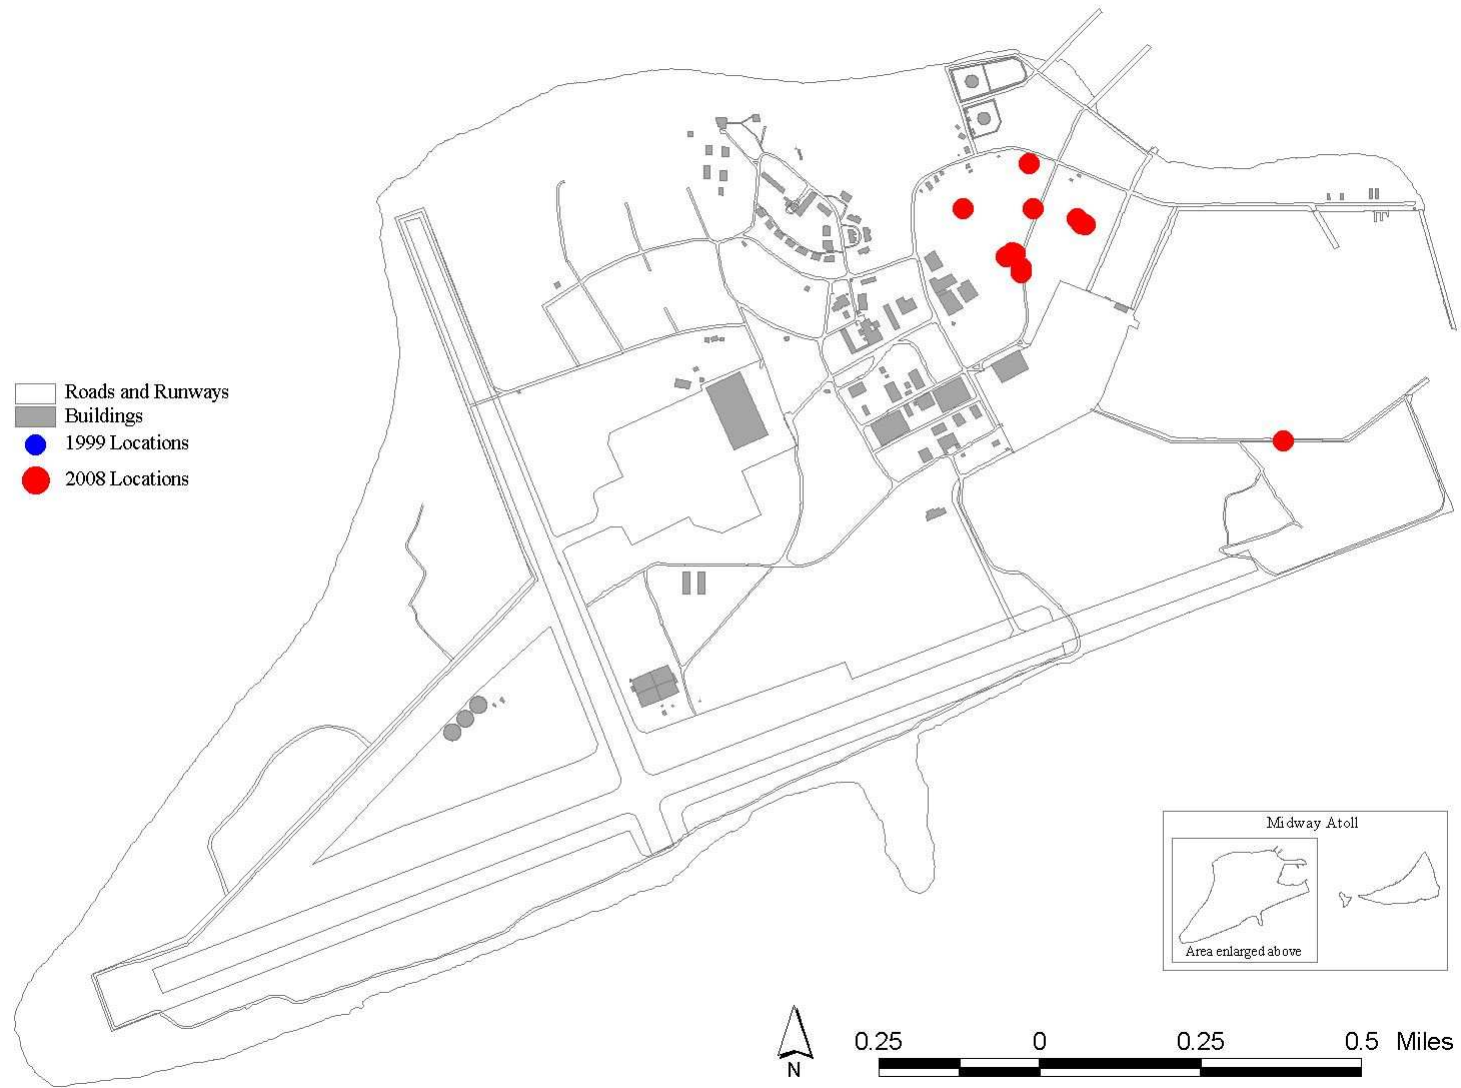 Roads and Runways
Buildings
1999 Locations
2008 Locations
Midway Atoll
Area enlarged above
N
0.25 0 0.25 0.5 Miles